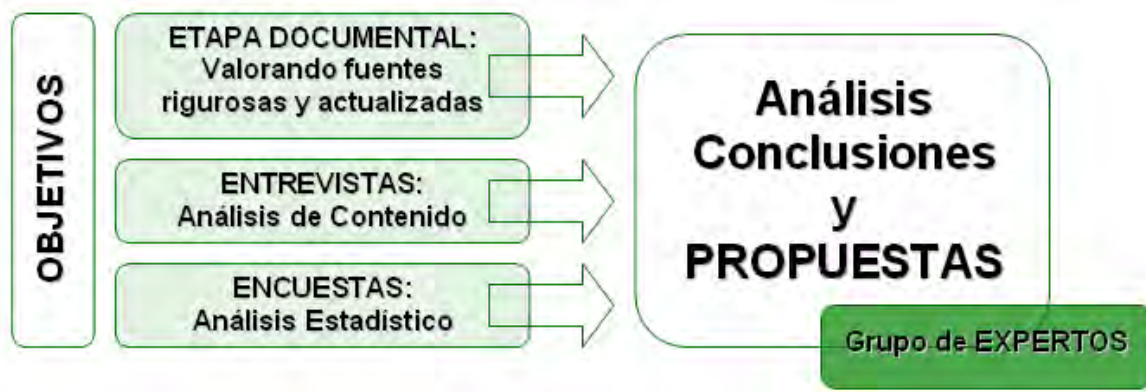 OBJETIVOS
ETAPA DOCUMENTAL:
Valorando fuentes
rigurosas y actualizadas
ENTREVISTAS:
Análisis de Contenido
ENCUESTAS:
Análisis Estadístico
Análisis
Conclusiones
y
PROPUESTAS
Grupo de EXPERTOS